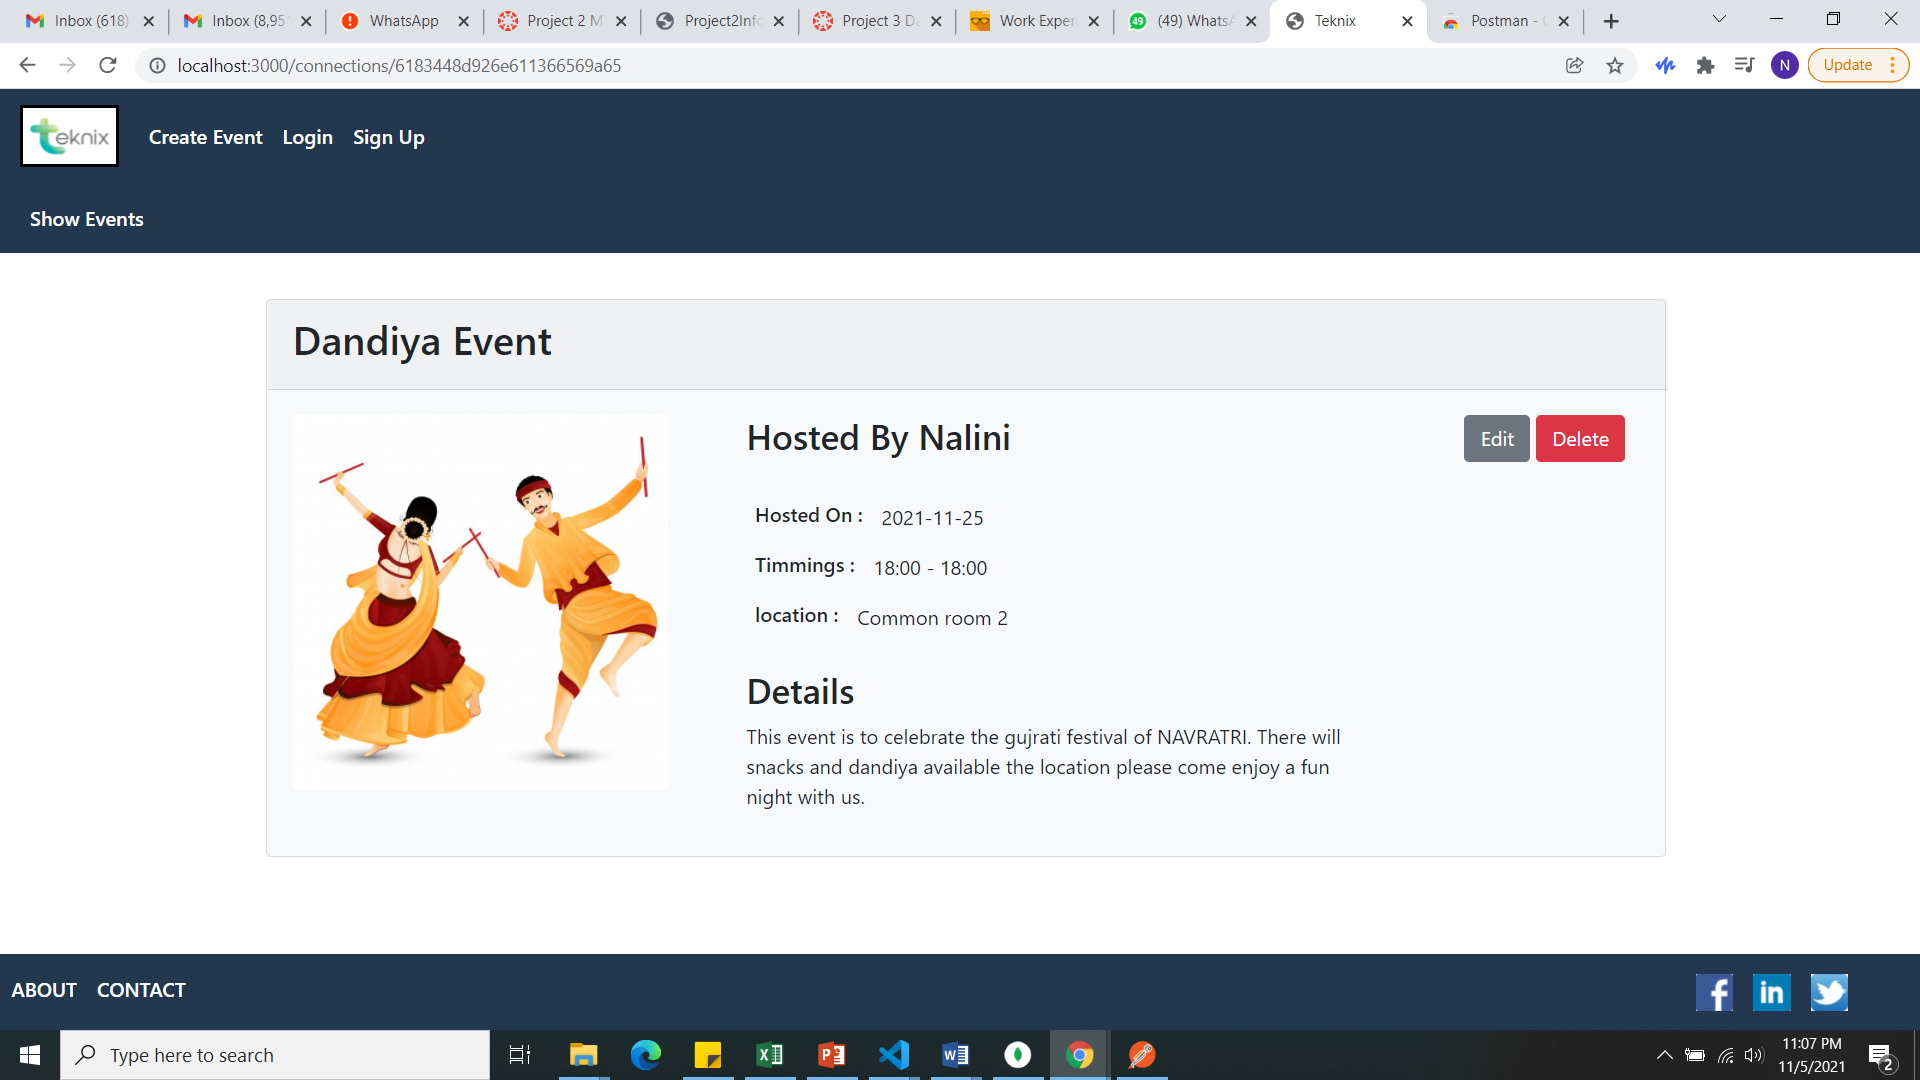 Inbox (618)
Inbox (8,95
WhatsApp
Project 2 M
Project2Info
Project 3 Da
Work Exper
(49) WhatsA
Teknix
Postman -
localhost:3000/connections/6183448d926e611366569a65
N
Update
teknix
Create Event
Login
Sign Up
Show Events
Dandiya Event
Hosted By Nalini
Edit
Delete
Hosted On : 2021-11-25
Timmings : 18:00 - 18:00
location : Common room 2
Details
This event is to celebrate the gujrati festival of NAVRATRI. There will
snacks and dandiya available the location please come enjoy a fun
night with us.
ABOUT
CONTACT
Type here to search
11:07 PM
11/5/2021
2